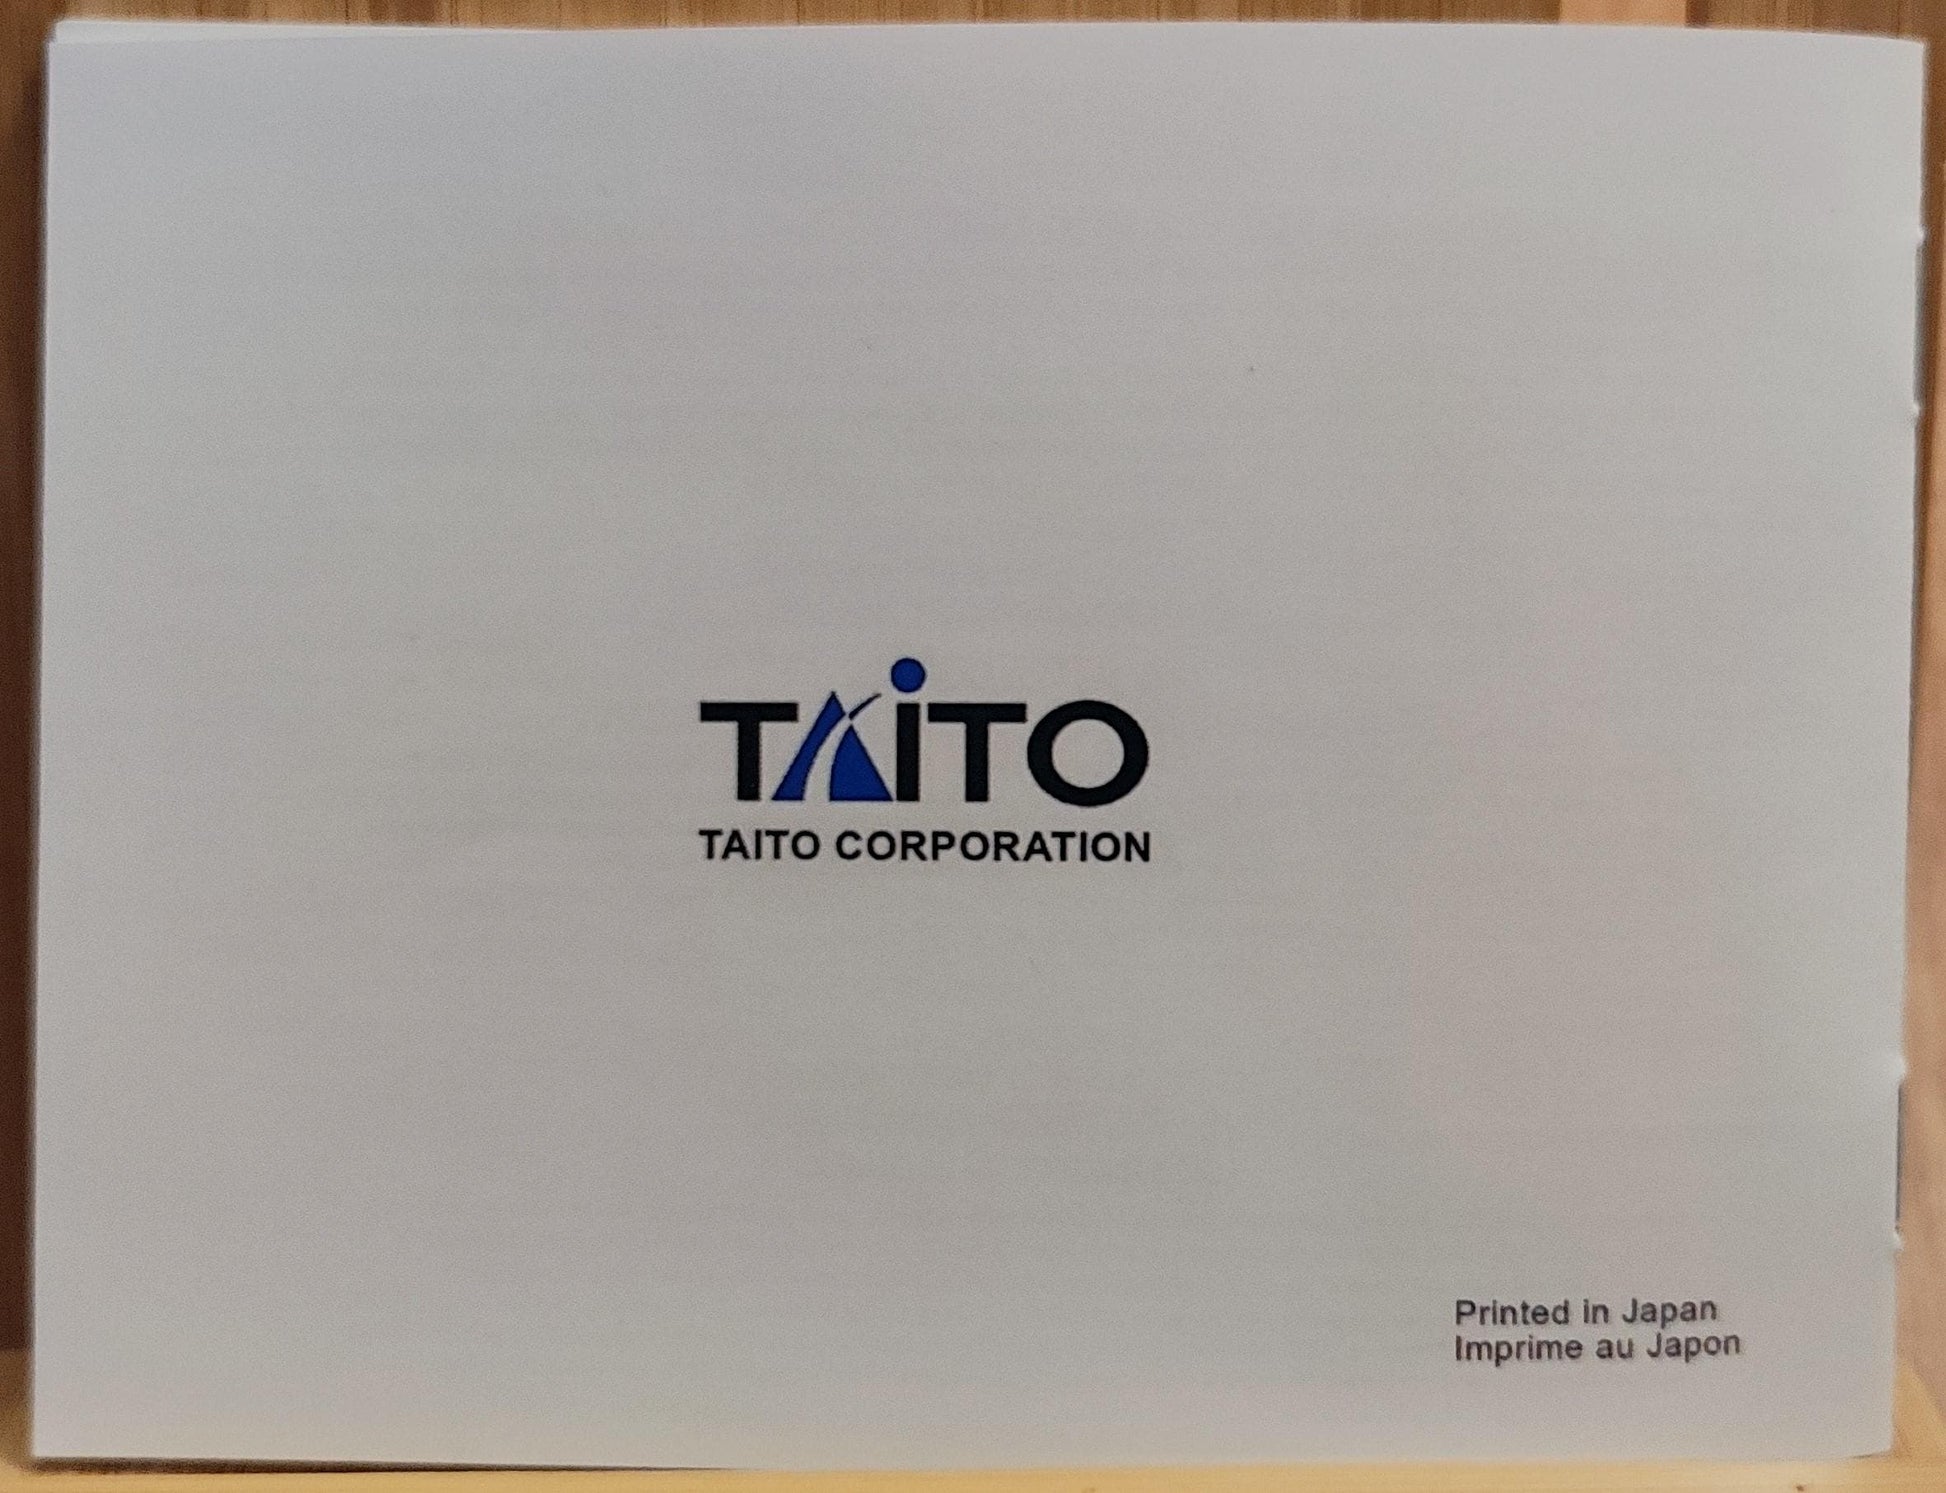 TAiTO
TAITO CORPORATION
Printed in Japan
Imprime au Japon